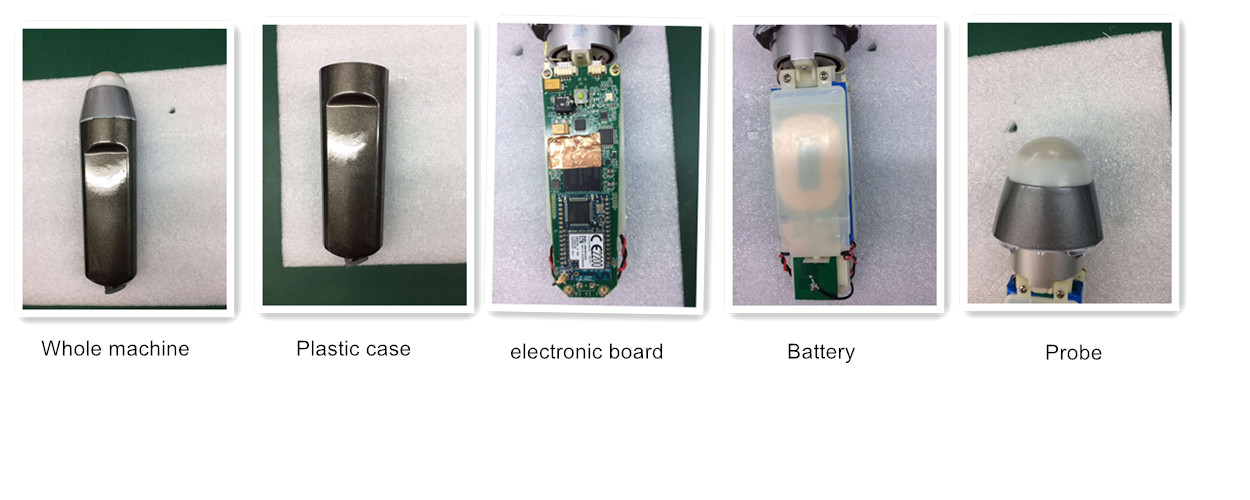 Whole machine
Plastic case
electronic board
Battery
Probe